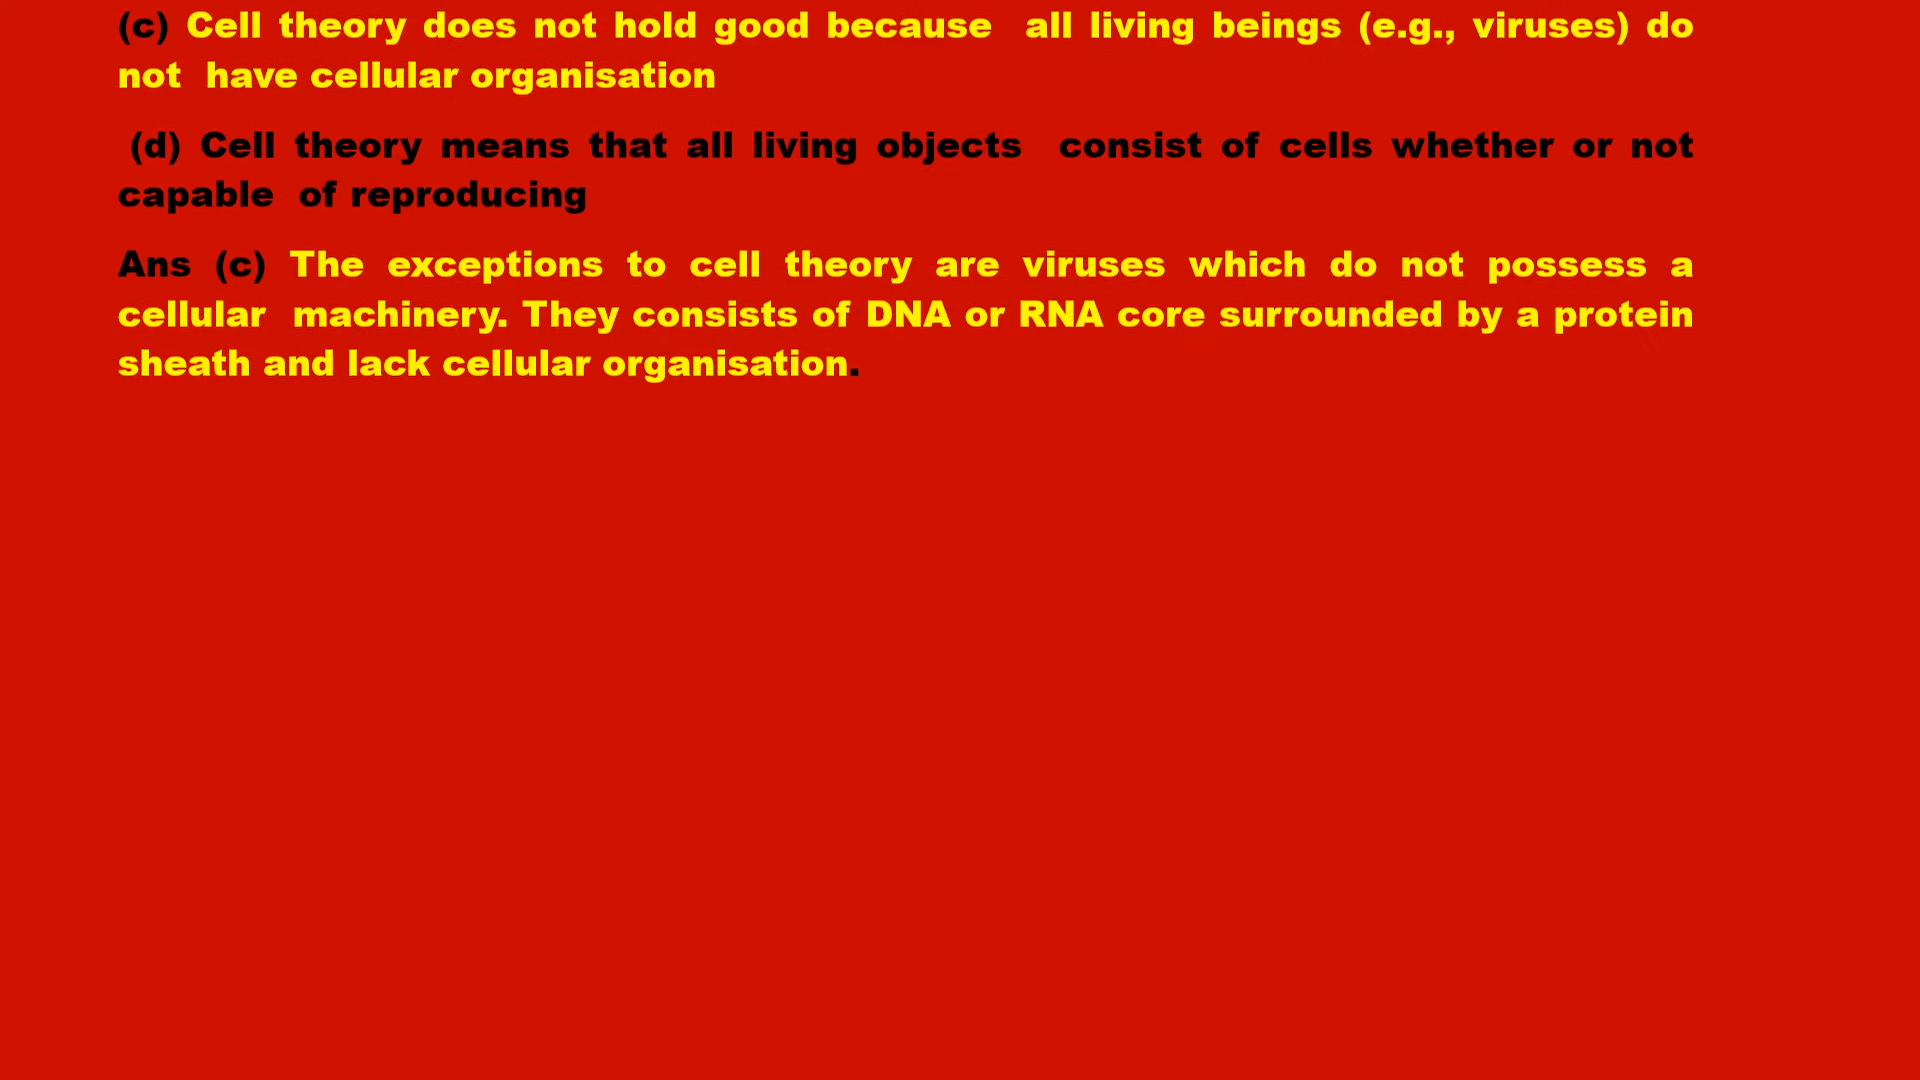 (c) Cell theory does not hold good because all living beings (e.g., viruses) do
not have cellular organisation
(d) Cell theory means that all living objects consist of cells whether or not
capable of reproducing
Ans (c) The exceptions to cell theory are viruses which do not possess a
cellular machinery. They consists of DNA or RNA core surrounded by a protein
sheath and lack cellular organisation.